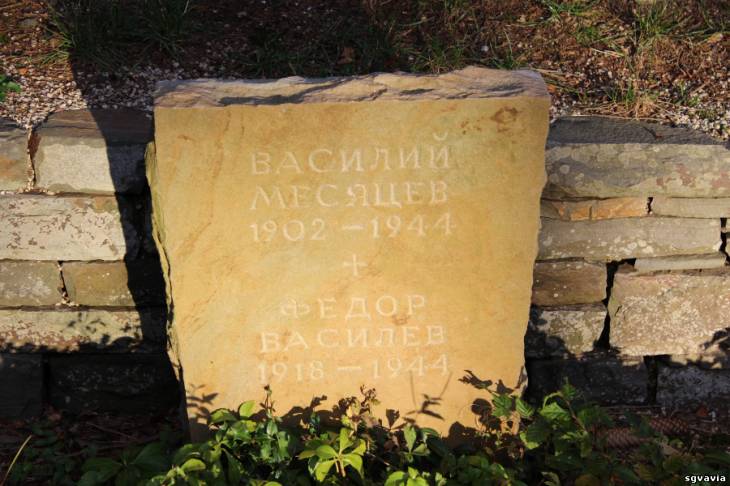 ВАСИЛИЙ
МЕСЯЦЕВ
1902 – 1944
+
ФЕДОР
ВАСИЛЕВ
1918 – 1944
sgvavia